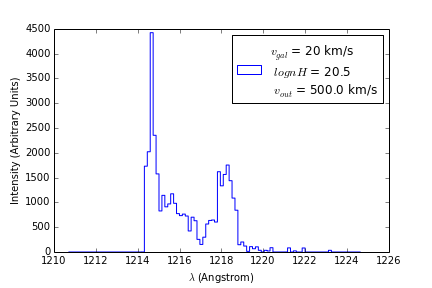 4500
4000
3500
3000
2500
2000
1500
1000
500
0
Intensity (Arbitrary Units)
v_gal = 20 km/s
lognH = 20.5
v_out = 500.0 km/s
1210 1212 1214 1216 1218 1220 1222 1224 1226
λ (Angstrom)